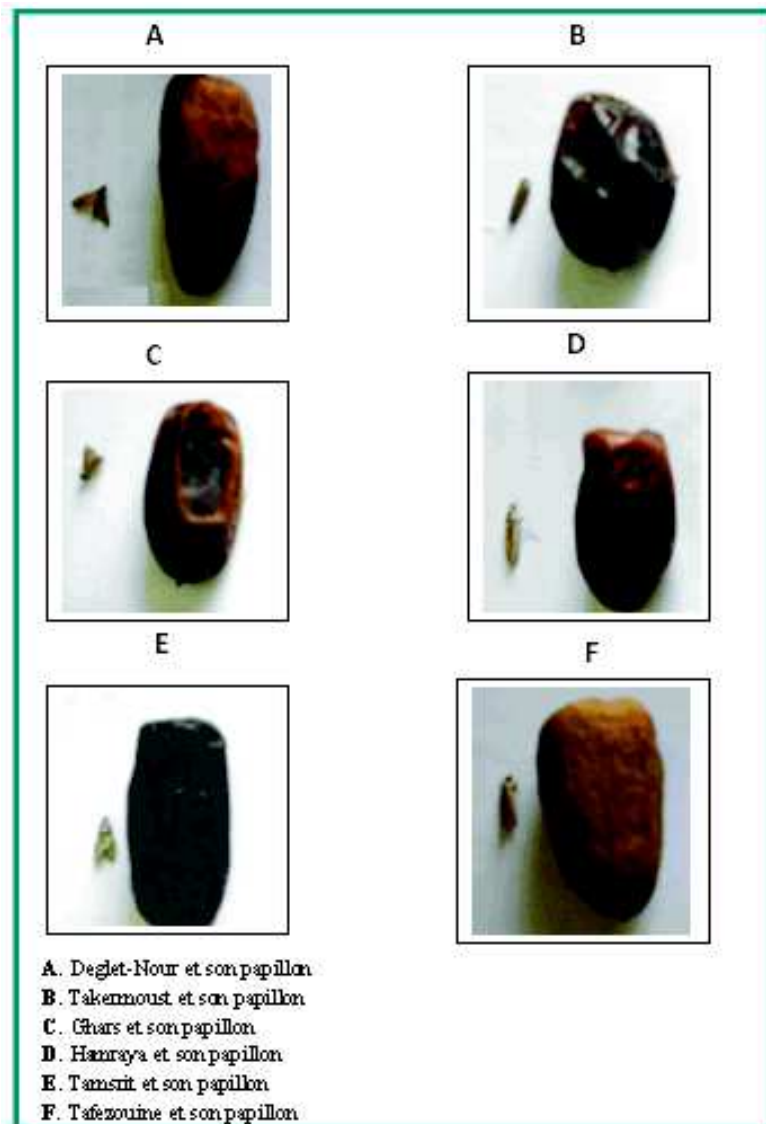 A
B
C
D
E
F
A. Deglet-Nour et son papillon
B. Takermoust et son papillon
C. Ghars et son papillon
D. Hamraya et son papillon
E. Tamsrit et son papillon
F. Tafezouine et son papillon